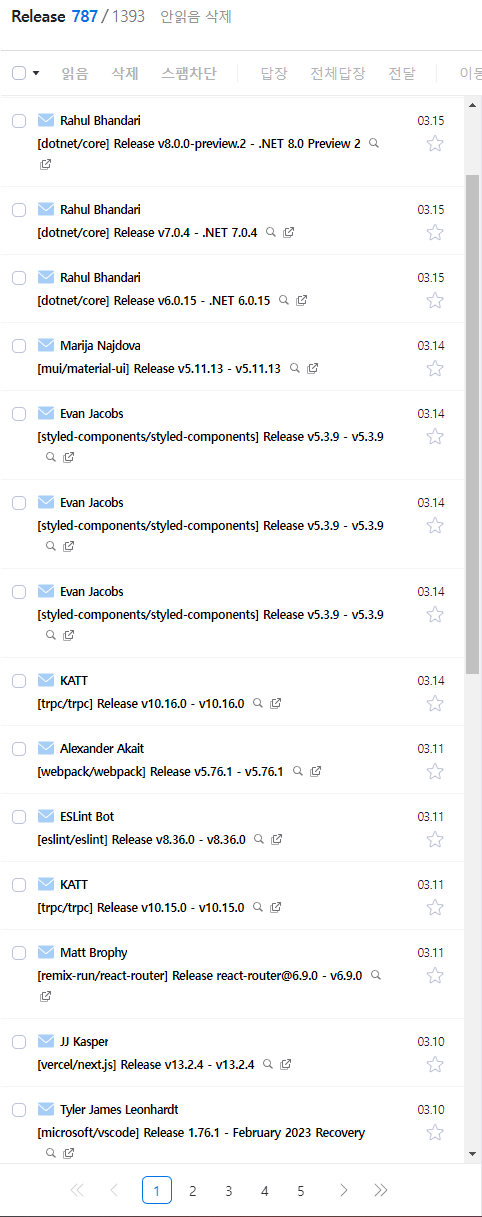 Release 787 / 1393 안읽음 삭제
읽음 삭제 스팸차단 답장 전체답장 전달 이동
Rahul Bhandari 03.15
[dotnet/core] Release v8.0.0-preview.2 - .NET 8.0 Preview 2
Rahul Bhandari 03.15
[dotnet/core] Release v7.0.4 - .NET 7.0.4
Rahul Bhandari 03.15
[dotnet/core] Release v6.0.15 - .NET 6.0.15
Marija Najdova 03.14
[mui/material-ui] Release v5.11.13 - v5.11.13
Evan Jacobs 03.14
[styled-components/styled-components] Release v5.3.9 - v5.3.9
Evan Jacobs 03.14
[styled-components/styled-components] Release v5.3.9 - v5.3.9
Evan Jacobs 03.14
[styled-components/styled-components] Release v5.3.9 - v5.3.9
KATT 03.14
[trpc/trpc] Release v10.16.0 - v10.16.0
Alexander Akait 03.11
[webpack/webpack] Release v5.76.1 - v5.76.1
ESLint Bot 03.11
[eslint/eslint] Release v8.36.0 - v8.36.0
KATT 03.11
[trpc/trpc] Release v10.15.0 - v10.15.0
Matt Brophy 03.11
[remix-run/react-router] Release react-router@6.9.0 - v6.9.0
JJ Kasper 03.10
[vercel/next.js] Release v13.2.4 - v13.2.4
Tyler James Leonhardt 03.10
[microsoft/vscode] Release 1.76.1 - February 2023 Recovery
1 2 3 4 5